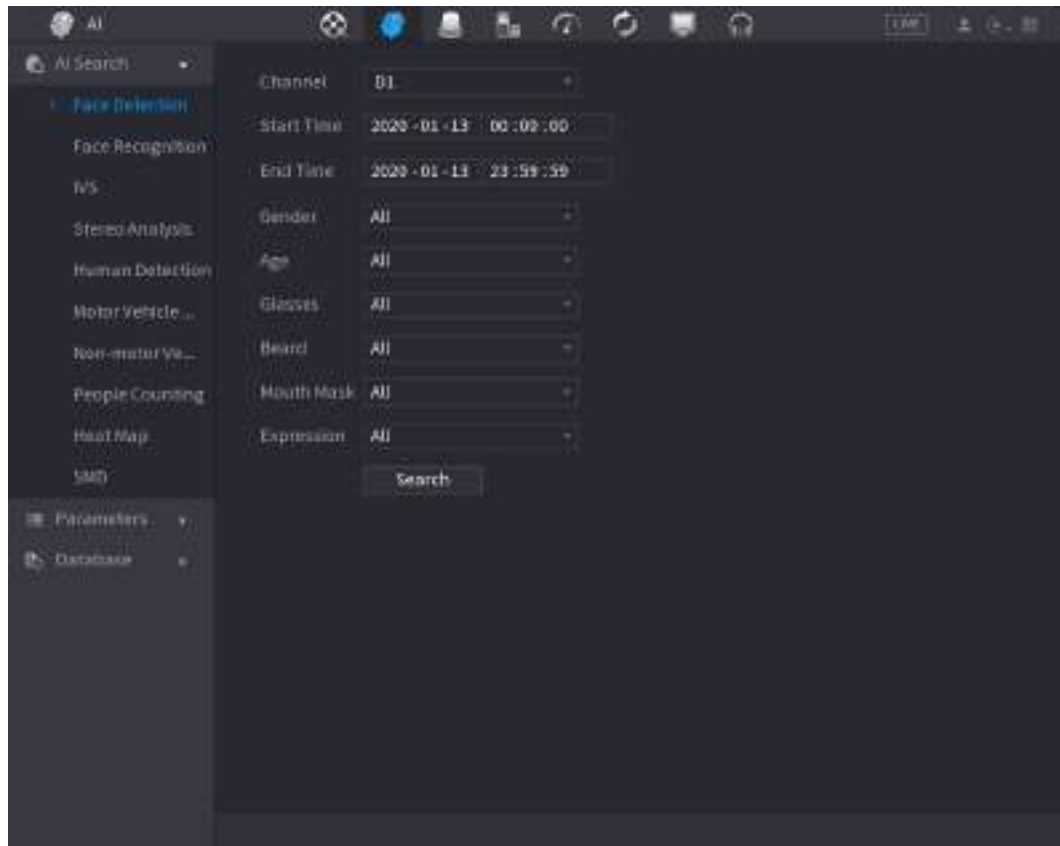 AI
LIVE
AI Search
Face Detection
Face Recognition
IVS
Stereo Analysis
Human Detection
Motor Vehicle ...
Non-motor Ve...
People Counting
Heat Map
SMD
Parameters
Database
Channel D1
Start Time 2020 -01 -13 00 :00 :00
End Time 2020 -01 -13 23 :59 :59
Gender All
Age All
Glasses All
Beard All
Mouth Mask All
Expression All
Search